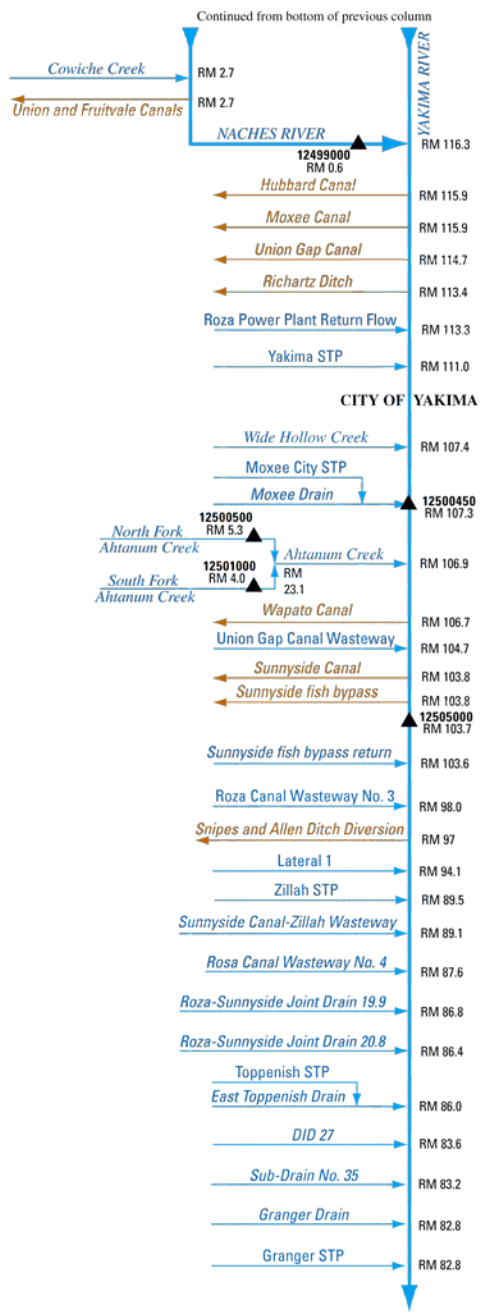 Continued from bottom of previous column
YAKIMA RIVER
Cowiche Creek
RM 2.7
RM 2.7
Union and Fruitvale Canals
NACHES RIVER
RM 116.3
12499000
RM 0.6
Hubbard Canal
RM 115.9
Moxee Canal
RM 115.9
Union Gap Canal
RM 114.7
Richartz Ditch
RM 113.4
Roza Power Plant Return Flow
RM 113.3
Yakima STP
RM 111.0
CITY OF YAKIMA
Wide Hollow Creek
RM 107.4
Moxee City STP
Moxee Drain
12500450
RM 107.3
12500500
RM 5.3
North Fork
Ahtanum Creek
Ahtanum Creek
RM 106.9
12501000
RM 4.0
RM
23.1
South Fork
Ahtanum Creek
Wapato Canal
RM 106.7
Union Gap Canal Wasteway
RM 104.7
Sunnyside Canal
RM 103.8
Sunnyside fish bypass
RM 103.8
12505000
RM 103.7
Sunnyside fish bypass return
RM 103.6
Roza Canal Wasteway No. 3
RM 98.0
Snipes and Allen Ditch Diversion
RM 97
Lateral 1
RM 94.1
Zillah STP
RM 89.5
Sunnyside Canal-Zillah Wasteway
RM 89.1
Rosa Canal Wasteway No. 4
RM 87.6
Roza-Sunnyside Joint Drain 19.9
RM 86.8
Roza-Sunnyside Joint Drain 20.8
RM 86.4
Toppenish STP
East Toppenish Drain
RM 86.0
DID 27
RM 83.6
Sub-Drain No. 35
RM 83.2
Granger Drain
RM 82.8
Granger STP
RM 82.8